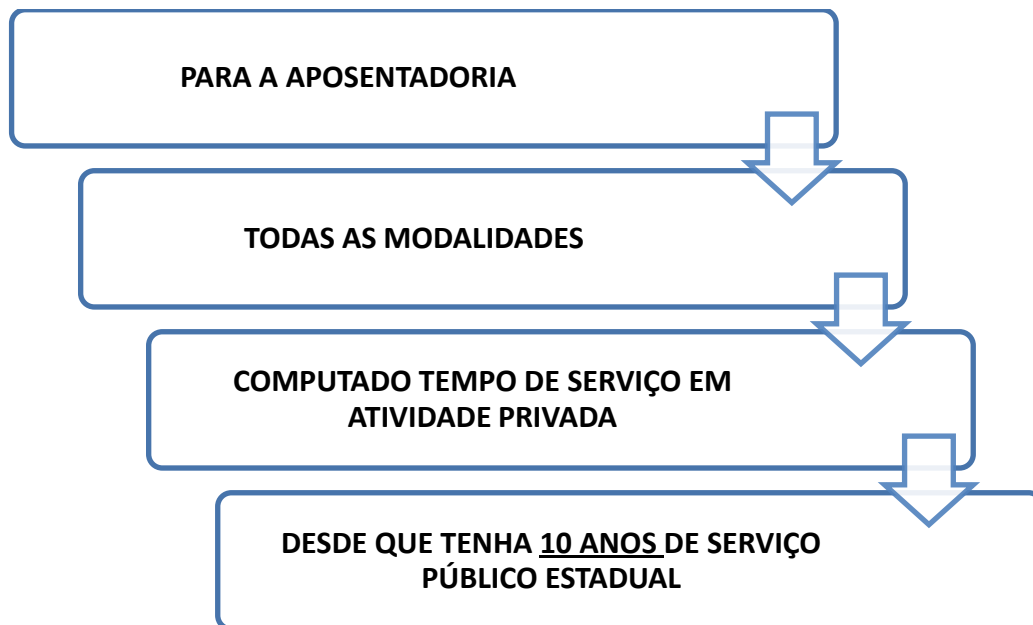 PARA A APOSENTADORIA
TODAS AS MODALIDADES
COMPUTADO TEMPO DE SERVIÇO EM
ATIVIDADE PRIVADA
DESDE QUE TENHA 10 ANOS DE SERVIÇO
PÚBLICO ESTADUAL